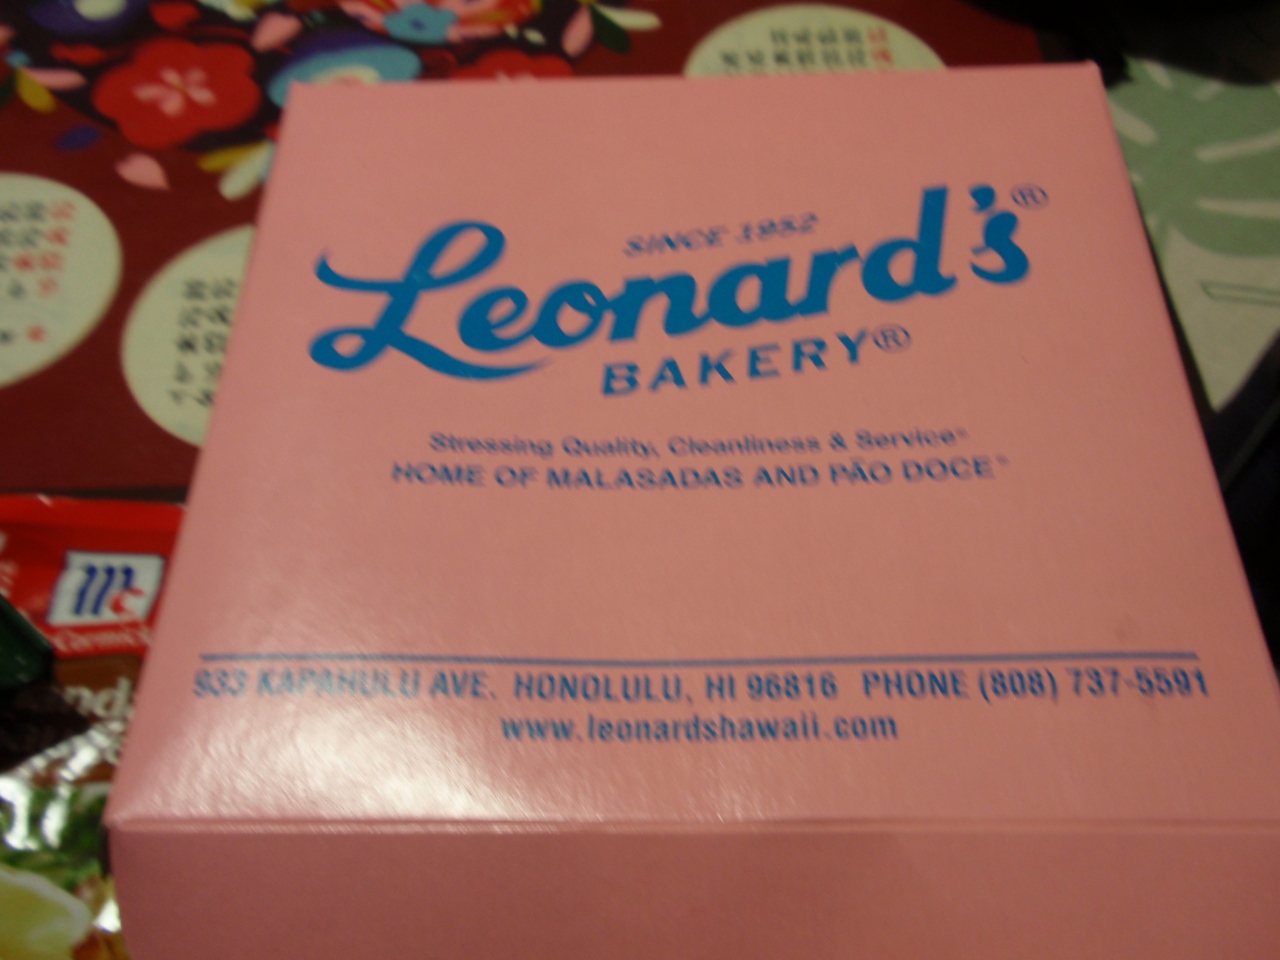 SINCE 1952
Leonard's®
BAKERY®
Stressing Quality, Cleanliness & Service
HOME OF MALASADAS AND PÃO DOCE
933 KAPAHULU AVE. HONOLULU, HI 96816 PHONE (808) 737-5591
www.leonardshawaii.com
Mc